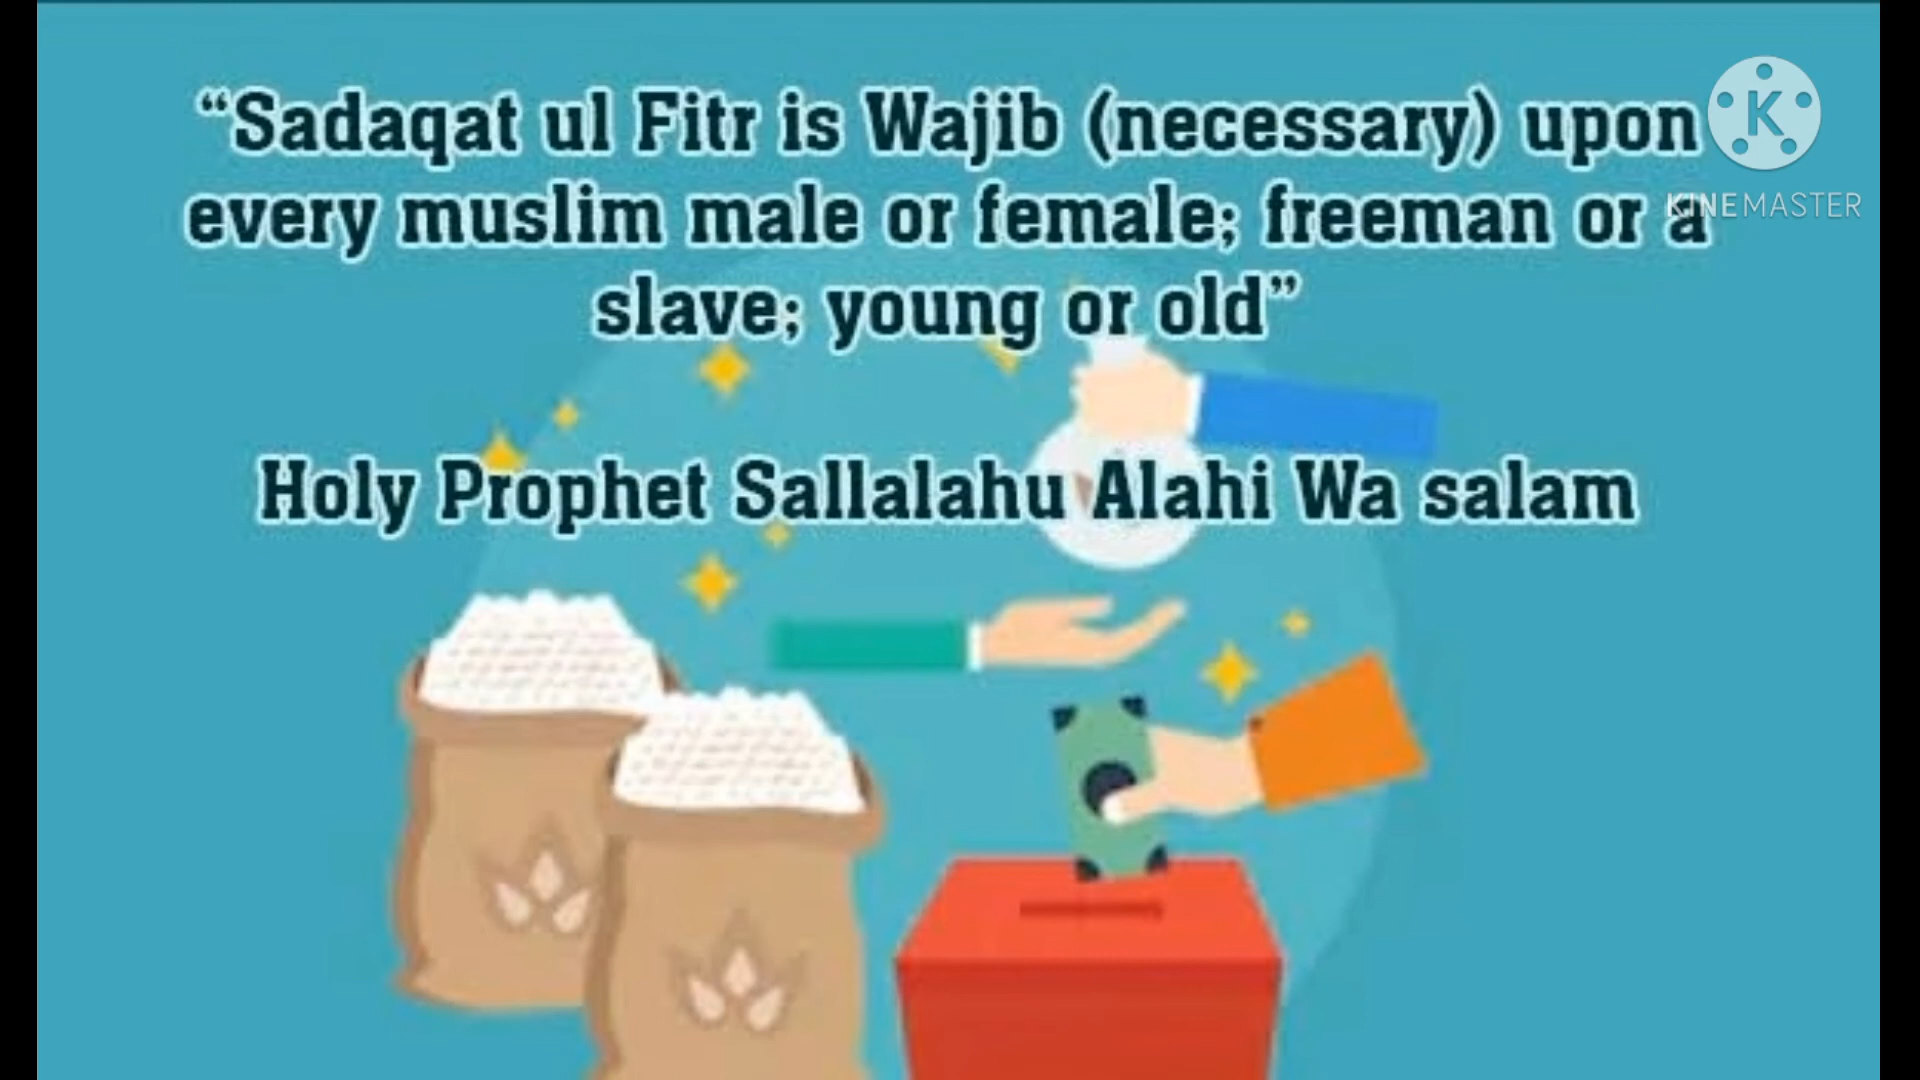 “Sadaqat ul Fitr is Wajib (necessary) upon
every muslim male or female; freeman or a
slave; young or old”
Holy Prophet Sallalahu Alahi Wa salam
K
KINEMASTER